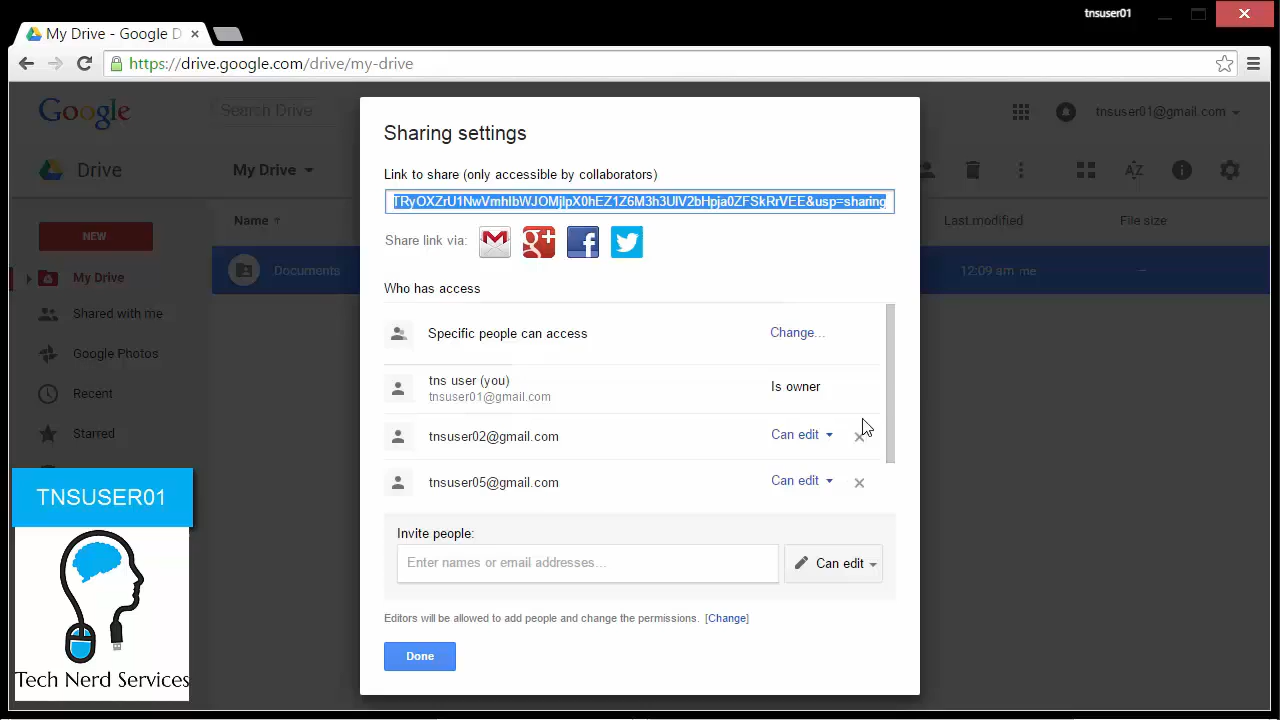 tnsuser01
My Drive - Google D
https://drive.google.com/drive/my-drive
Google
Search Drive
tnsuser01@gmail.com
Drive
My Drive
NEW
My Drive
Shared with me
Google Photos
Recent
Starred
Name
Last modified
Documents
12:09 am me
—
Sharing settings
Link to share (only accessible by collaborators)
&usp=sharing
Share link via:
Who has access
Specific people can access
Change...
tns user (you)
tnsuser01@gmail.com
Is owner
tnsuser02@gmail.com
Can edit
tnsuser05@gmail.com
Can edit
Invite people:
Enter names or email addresses...
Can edit
Editors will be allowed to add people and change the permissions. [Change]
Done
TNSUSER01
Tech Nerd Services